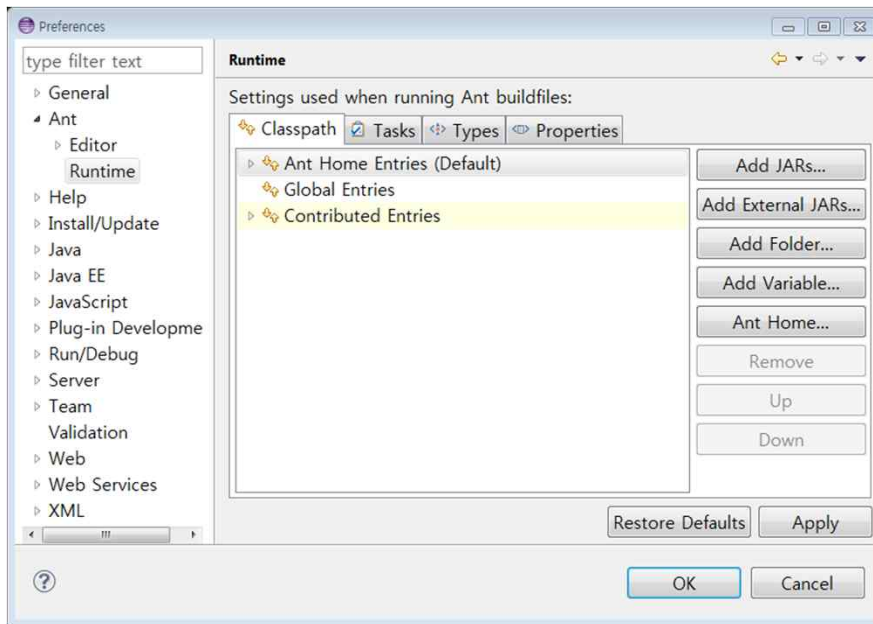 Preferences
type filter text
General
Ant
Editor
Runtime
Help
Install/Update
Java
Java EE
JavaScript
Plug-in Developme
Run/Debug
Server
Team
Validation
Web
Web Services
XML
Runtime
Settings used when running Ant buildfiles:
Classpath Tasks Types Properties
Ant Home Entries (Default)
Global Entries
Contributed Entries
Add JARs...
Add External JARs...
Add Folder...
Add Variable...
Ant Home...
Remove
Up
Down
Restore Defaults Apply
OK Cancel